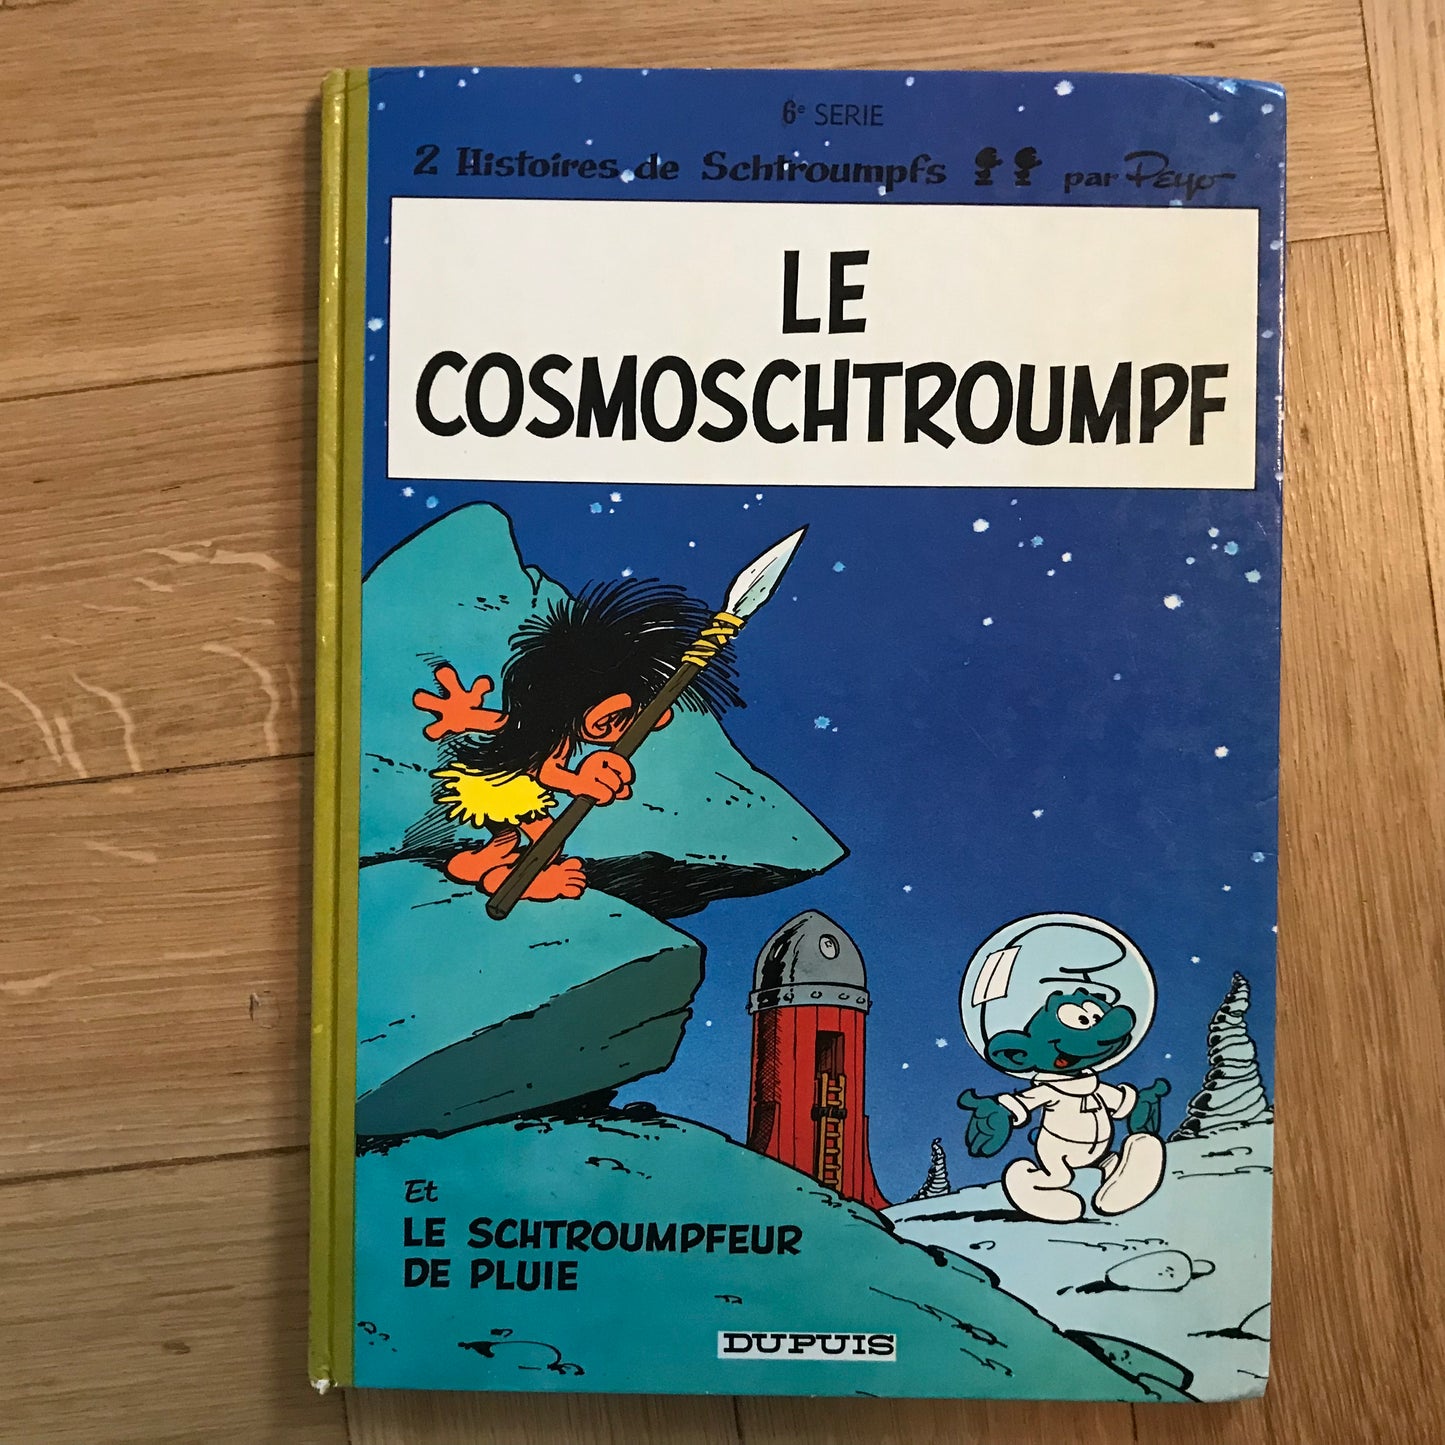 6e SERIE
2 Histoires de Schtroumpfs par Peyo
LE
COSMOSCHTROUMPF
Et
LE SCHTROUMPFEUR
DE PLUIE
DUPUIS